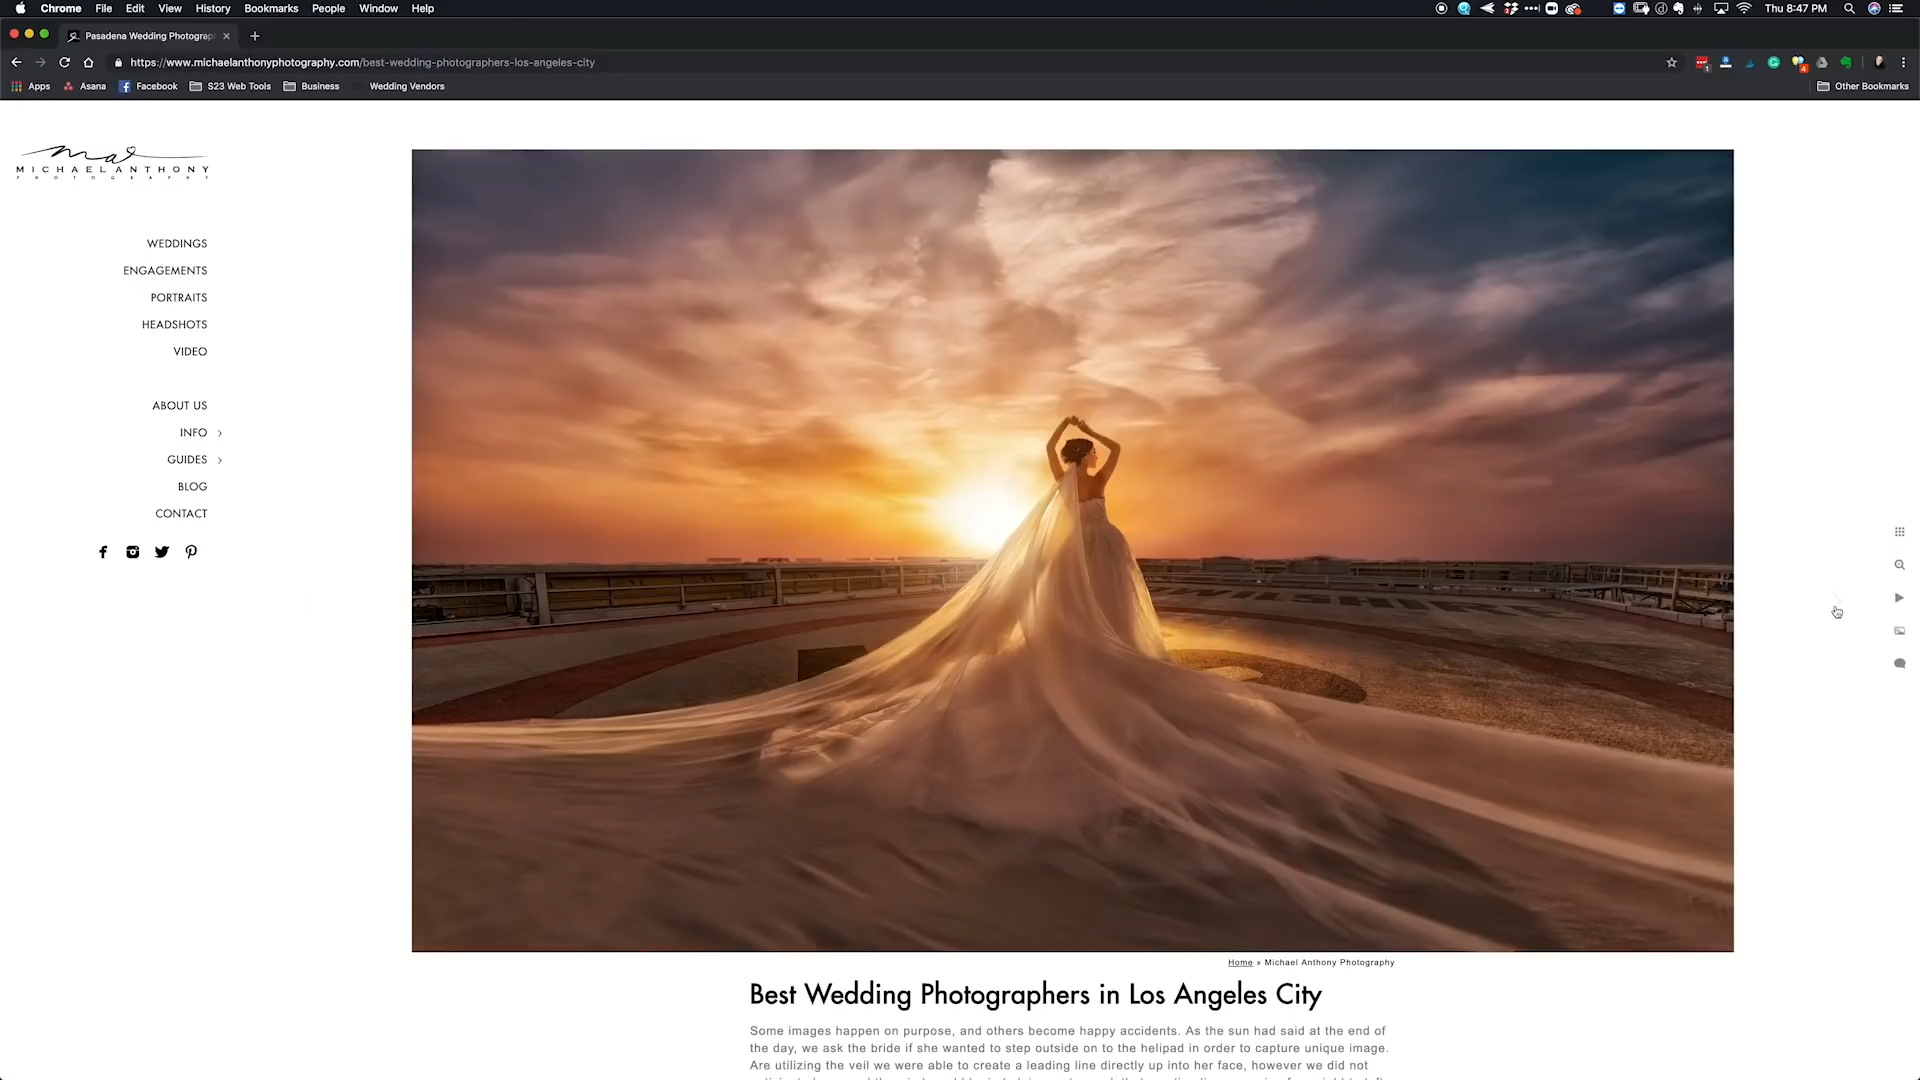 Chrome File Edit View History Bookmarks People Window Help
Thu 8:47 PM
Pasadena Wedding Photograp
https://www.michaelanthonyphotography.com/best-wedding-photographers-los-angeles-city
Apps Asana Facebook S23 Web Tools Business Wedding Vendors Other Bookmarks
MICHAELANTHONY
PHOTOGRAPHY
WEDDINGS
ENGAGEMENTS
PORTRAITS
HEADSHOTS
VIDEO
ABOUT US
INFO
GUIDES
BLOG
CONTACT
Home » Michael Anthony Photography
Best Wedding Photographers in Los Angeles City
Some images happen on purpose, and others become happy accidents. As the sun had said at the end of
the day, we ask the bride if she wanted to step outside on to the helipad in order to capture unique image.
Are utilizing the veil we were able to create a leading line directly up into her face, however we did not